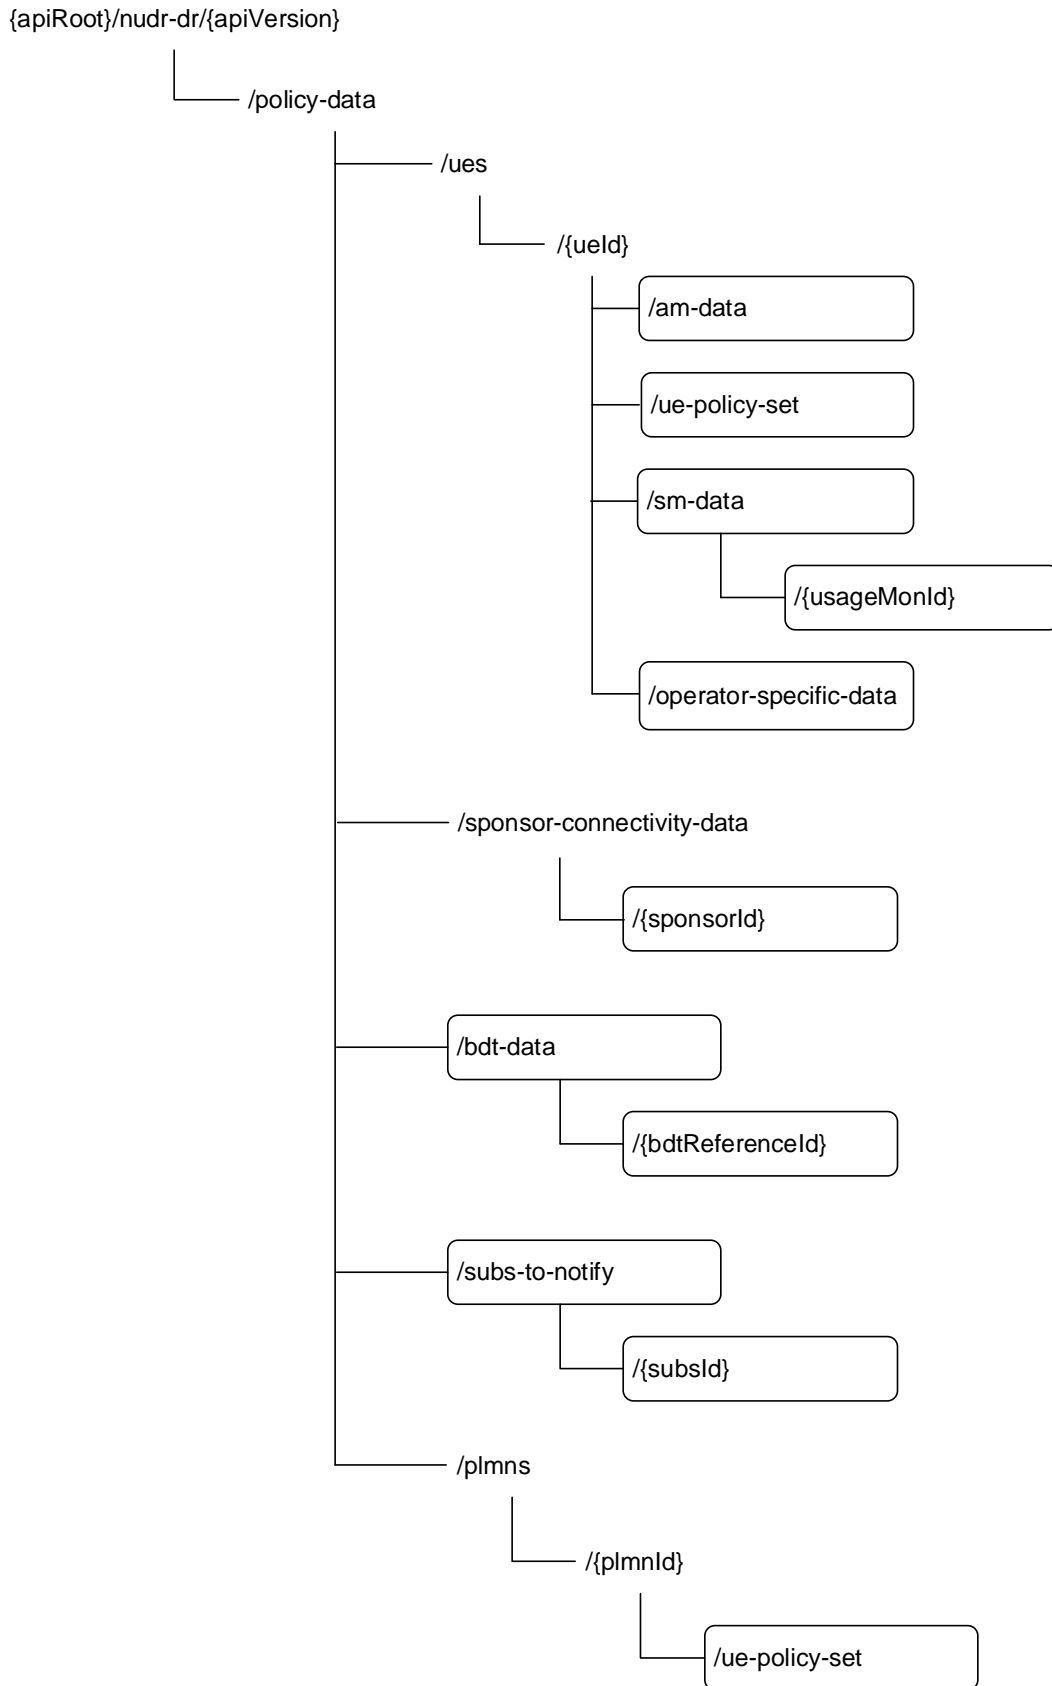 {apiRoot}/nudr-dr/{apiVersion}
/policy-data
/ues
/{ueId}
/am-data
/ue-policy-set
/sm-data
/{usageMonId}
/operator-specific-data
/sponsor-connectivity-data
/{sponsorId}
/bdt-data
/{bdtReferenceId}
/subs-to-notify
/{subsId}
/plmns
/{plmnId}
/ue-policy-set